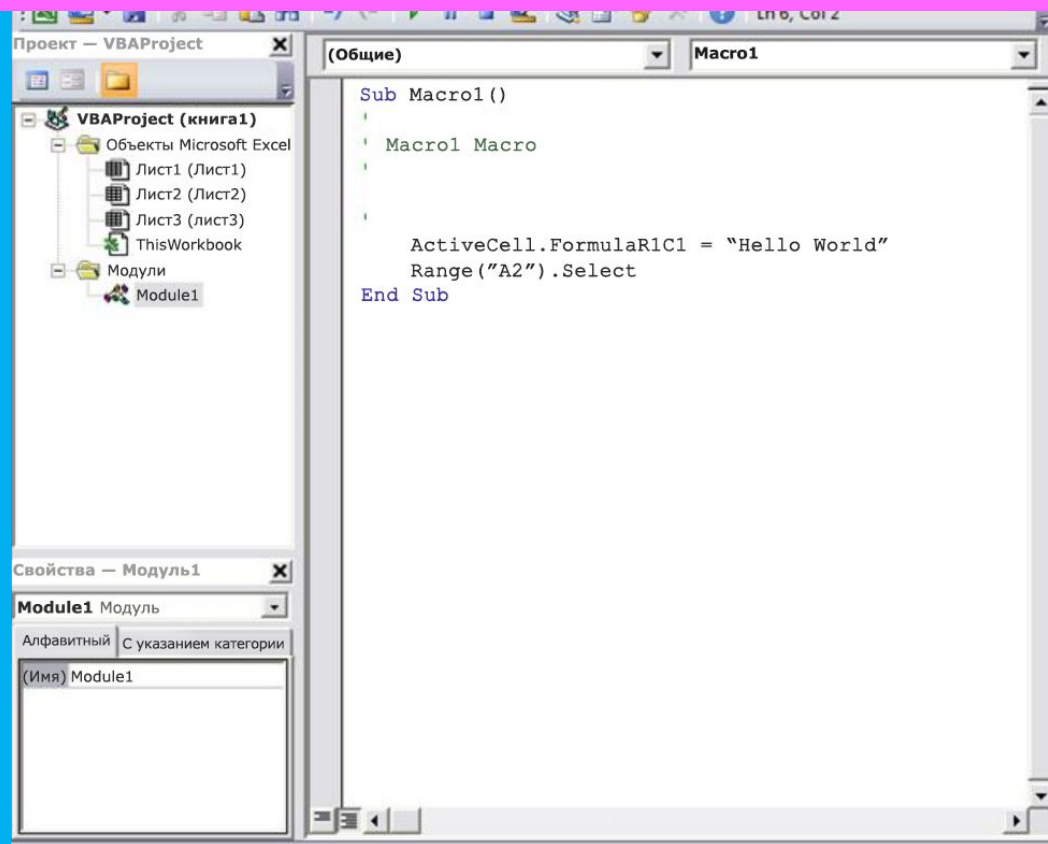 Ln 6, Col 2
Проект — VBAProject
VBAProject (книга1)
Объекты Microsoft Excel
Лист1 (Лист1)
Лист2 (Лист2)
Лист3 (лист3)
ThisWorkbook
Модули
Module1
Свойства — Модуль1
Module1 Модуль
Алфавитный С указанием категории
(Имя) Module1
(Общие) Macro1
Sub Macro1()
'
' Macro1 Macro
'
'
ActiveCell.FormulaR1C1 = “Hello World”
Range(”A2”).Select
End Sub